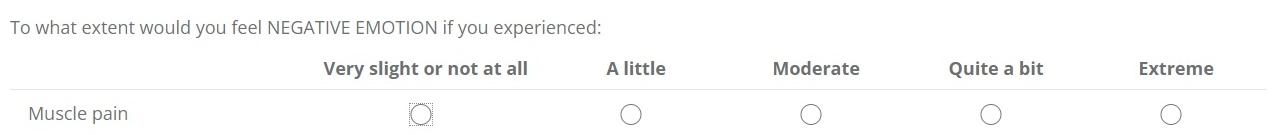 To what extent would you feel NEGATIVE EMOTION if you experienced:
Very slight or not at all A little Moderate Quite a bit Extreme
Muscle pain